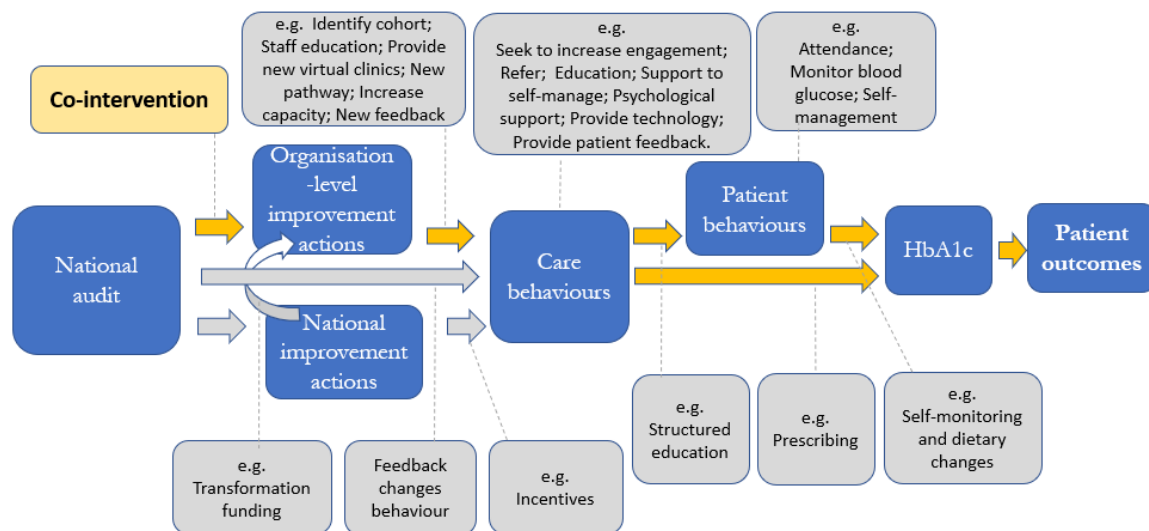 e.g.  Identify cohort;
Staff education; Provide
new virtual clinics; New
pathway; Increase
capacity; New feedback
e.g.
Seek to increase engagement;
Refer;  Education; Support to
self-manage; Psychological
support; Provide technology;
Provide patient feedback.
e.g.
Attendance;
Monitor blood
glucose; Self-
management
Co-intervention
Organisation
-level
improvement
actions
National
audit
National
improvement
actions
Care
behaviours
Patient
behaviours
HbA1c
Patient
outcomes
e.g.
Transformation
funding
Feedback
changes
behaviour
e.g.
Incentives
e.g.
Structured
education
e.g.
Prescribing
e.g.
Self-monitoring
and dietary
changes